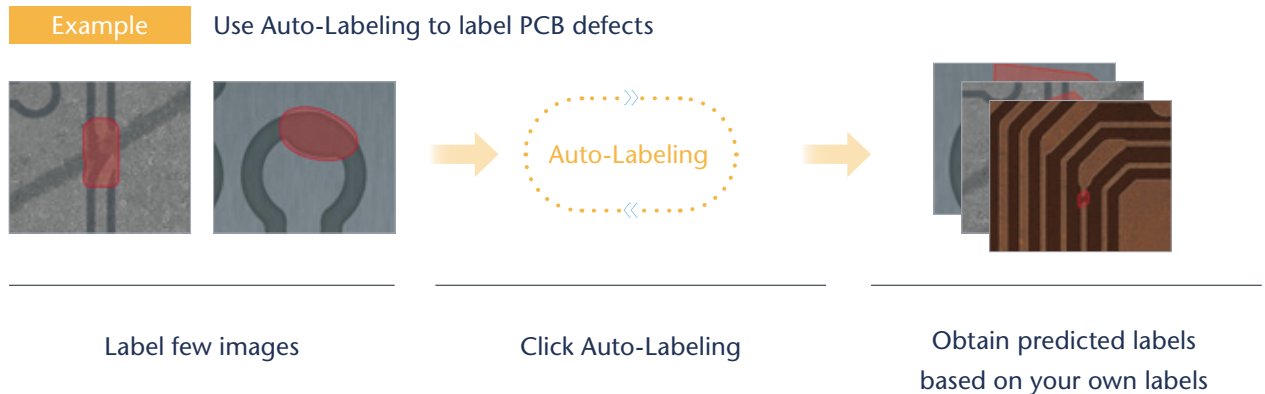 Example
Use Auto-Labeling to label PCB defects
Auto-Labeling
Label few images
Click Auto-Labeling
Obtain predicted labels
based on your own labels